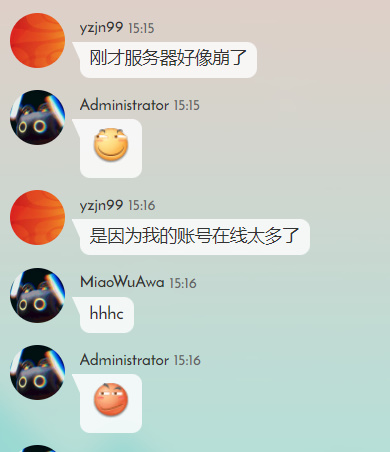 yzjn99 15:15
刚才服务器好像崩了
Administrator 15:15
yzjn99 15:16
是因为我的账号在线太多了
MiaoWuAwa 15:16
hhhc
Administrator 15:16